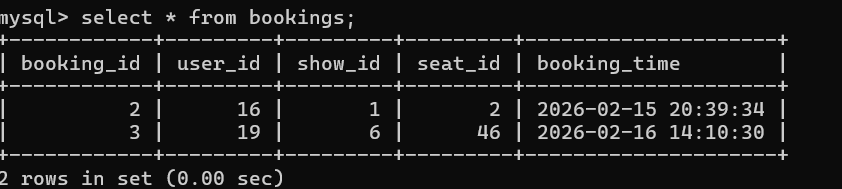 mysql> select * from bookings;
+------------+---------+---------+---------+---------------------+
| booking_id | user_id | show_id | seat_id | booking_time        |
+------------+---------+---------+---------+---------------------+
|          2 |      16 |       1 |       2 | 2026-02-15 20:39:34 |
|          3 |      19 |       6 |      46 | 2026-02-16 14:10:30 |
+------------+---------+---------+---------+---------------------+
2 rows in set (0.00 sec)